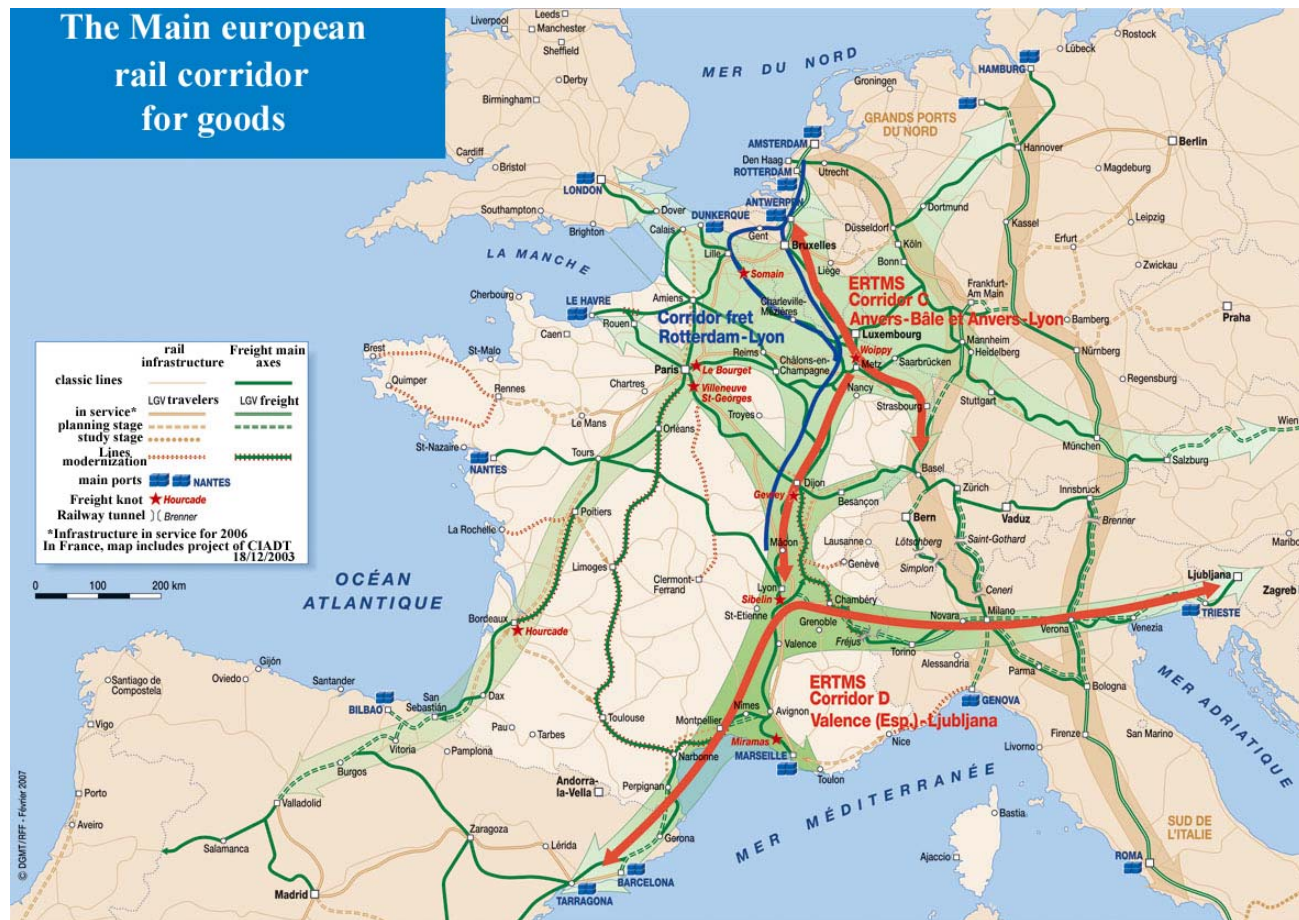 The Main european
rail corridor
for goods
Liverpool
Leeds
Manchester
Sheffield
Derby
Birmingham
Cardiff
Bristol
LONDON
Southampton
Brighton
Dover
MER DU NORD
Groningen
GRANDS PORTS
DU NORD
HAMBURG
Lübeck
Rostock
Berlin
Hannover
Magdeburg
AMSTERDAM
Den Haag
ROTTERDAM
Utrecht
ANTWERPEN
DUNKERQUE
Calais
Gent
Bruxelles
Lille
Somain
Liège
Dortmund
Düsseldorf
Köln
Bonn
Kassel
Leipzig
Erfurt
Zwickau
Frankfurt-
Am Main
Bamberg
Praha
Nürnberg
Regensburg
Mannheim
Heidelberg
Stuttgart
München
Salzburg
Wien
LA MANCHE
Cherbourg
LE HAVRE
Caen
Rouen
Amiens
Charleville-
Mézières
ERTMS
Corridor C
Anvers-Bâle et Anvers-Lyon
Corridor fret
Rotterdam-Lyon
Luxembourg
Woippy
Metz
Saarbrücken
Reims
Châlons-en-
Champagne
Nancy
Strasbourg
Le Bourget
Paris
Villeneuve
St-Georges
Troyes
Brest
St-Malo
Quimper
Rennes
Chartres
Le Mans
Orléans
St-Nazaire
NANTES
Tours
Dijon
Gevrey
Besançon
Basel
Zürich
Bern
Vaduz
Innsbruck
Brenner
Lötschberg
Saint-Gothard
Simplon
Ceneri
Lausanne
Genève
Mâcon
Poitiers
La Rochelle
Limoges
Clermont-
Ferrand
Lyon
Sibelin
St-Etienne
Chambéry
Grenoble
Fréjus
Valence
Novara
Milano
Torino
Verona
Venezia
TRIESTE
Ljubljana
Zagreb
Maribor
Alessandria
Parma
Bologna
GENOVA
OCÉAN
ATLANTIQUE
Bordeaux
Hourcade
ERTMS
Corridor D
Valence (Esp.)-Ljubljana
Nimes
Avignon
Montpellier
Miramas
MARSEILLE
Toulon
Nice
Livorno
Firenze
San Marino
MER ADRIATIQUE
Santiago de
Compostela
Oviedo
Gijón
Santander
BILBAO
San
Sebastián
Dax
Pau
Tarbes
Toulouse
Narbonne
Perpignan
Vigo
Vitoria
Pamplona
Burgos
Andorra-
la-Vella
Gerona
MER MÉDITERRANÉE
Bastia
Ajaccio
SUD DE
L'ITALIE
ROMA
Porto
Aveiro
Valladolid
Salamanca
Zaragoza
Lérida
Madrid
BARCELONA
TARRAGONA
rail
infrastructure
Freight main
axes
classic lines
LGV travelers
LGV freight
in service*
planning stage
study stage
Lines
modernization
main ports
NANTES
Freight knot
Hourcade
Railway tunnel
)( Brenner
*Infrastructure in service for 2006
In France, map includes project of CIADT
18/12/2003
0 100 200 km
© DGMT/RFF - Février 2007